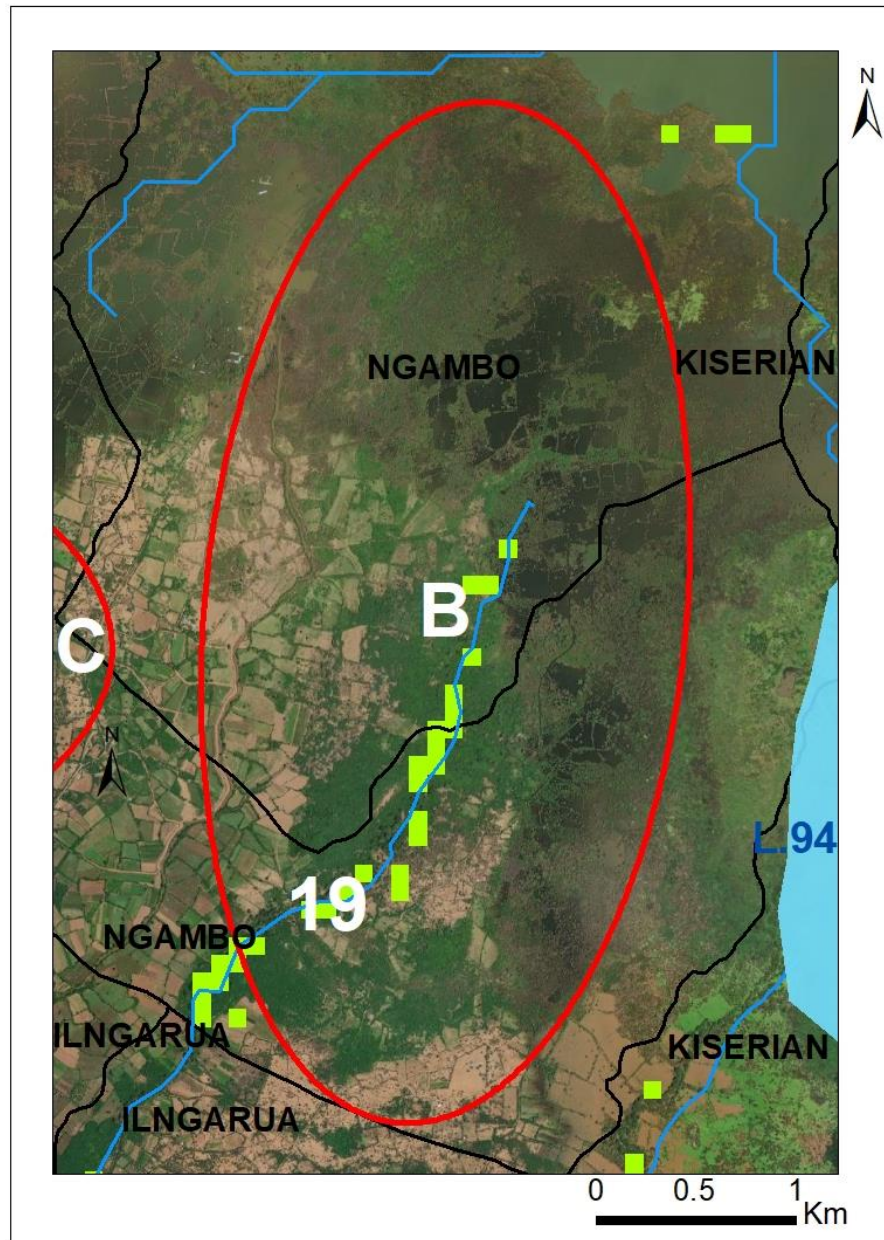 N
NGAMBO
KISERIAN
B
C
N
L.94
19
NGAMBO
ILNGARUA
KISERIAN
ILNGARUA
0 0.5 1
Km